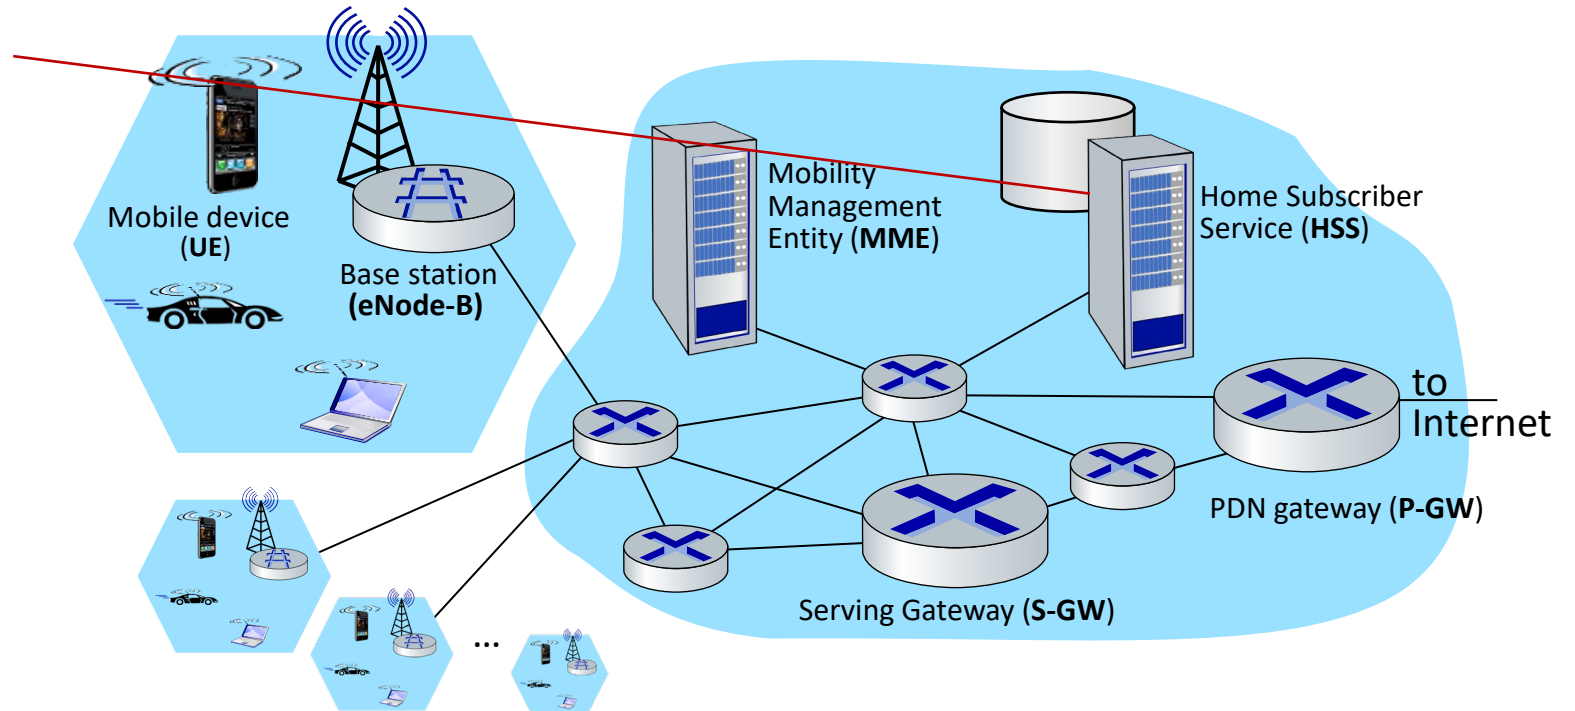 Mobile device
(UE)
Base station
(eNode-B)
Mobility
Management
Entity (MME)
Home Subscriber
Service (HSS)
to
Internet
PDN gateway (P-GW)
Serving Gateway (S-GW)
...